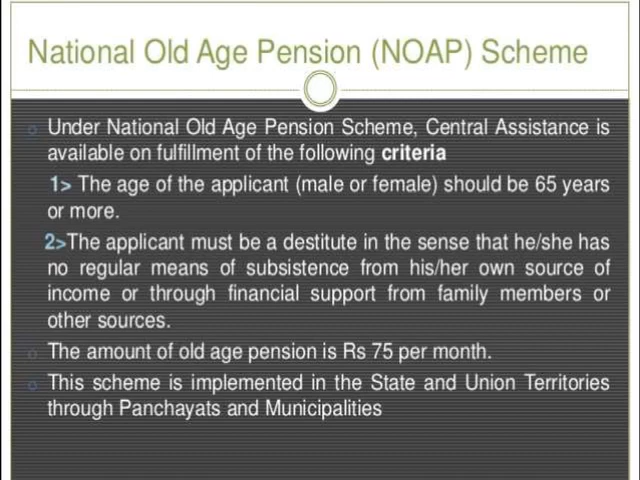 National Old Age Pension (NOAP) Scheme
Under National Old Age Pension Scheme, Central Assistance is
available on fulfillment of the following criteria
1> The age of the applicant (male or female) should be 65 years
or more.
2>The applicant must be a destitute in the sense that he/she has
no regular means of subsistence from his/her own source of
income or through financial support from family members or
other sources.
The amount of old age pension is Rs 75 per month.
This scheme is implemented in the State and Union Territories
through Panchayats and Municipalities